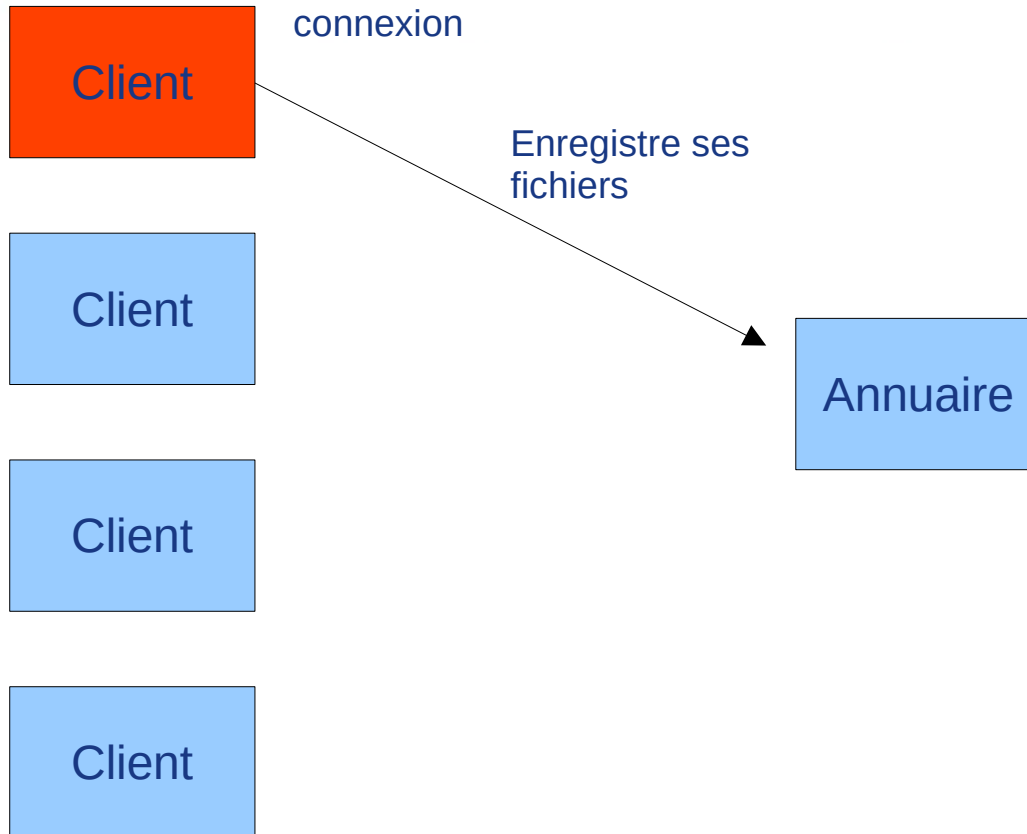 connexion
Client
Enregistre ses
fichiers
Client
Annuaire
Client
Client